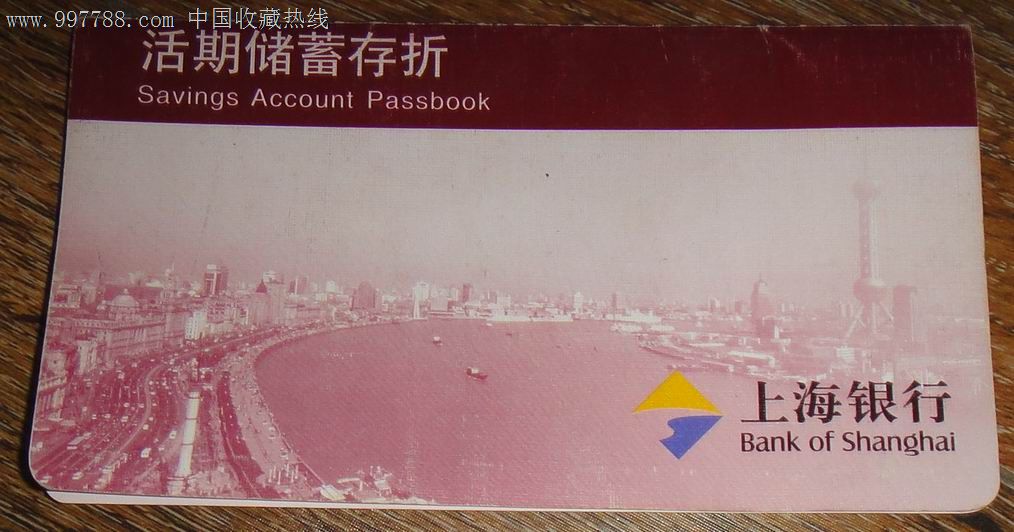 www.997788.com 中国收藏热线
活期储蓄存折
Savings Account Passbook
上海银行
Bank of Shanghai